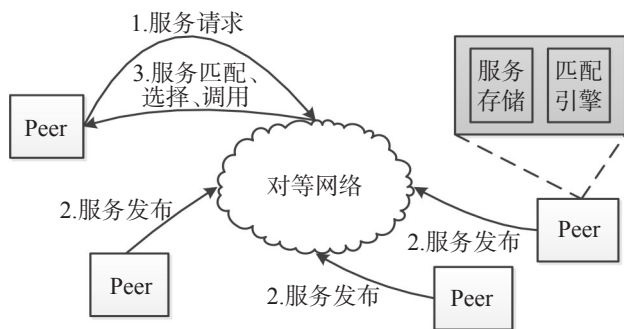 1.服务请求
3.服务匹配、
选择、调用
服务
存储
匹配
引擎
Peer
对等网络
2.服务发布
Peer
2.服务发布
Peer
2.服务发布
Peer